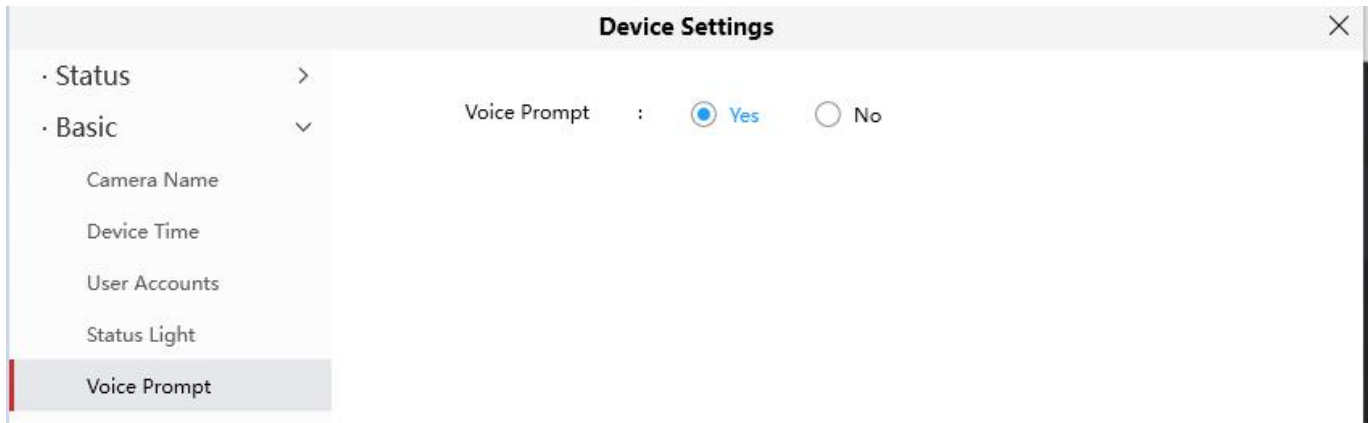 Device Settings
· Status
· Basic
Camera Name
Device Time
User Accounts
Status Light
Voice Prompt
Voice Prompt : Yes No